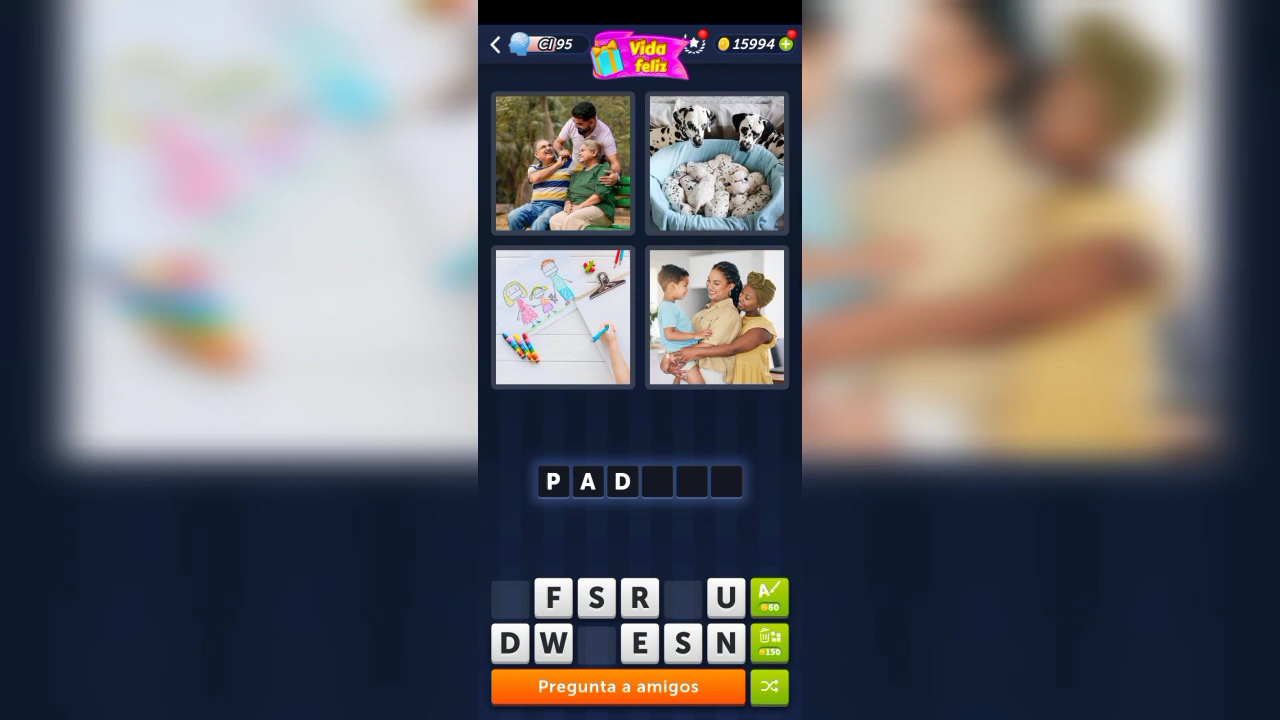 CI 95
Vida
feliz
15994
P A D
F S R U
60
D W E S N
150
Pregunta a amigos